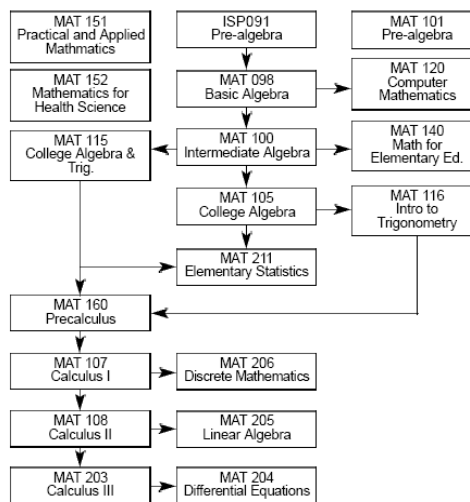 MAT 151
Practical and Applied
Mathmatics
ISP091
Pre-algebra
MAT 101
Pre-algebra
MAT 152
Mathematics for
Health Science
MAT 098
Basic Algebra
MAT 120
Computer
Mathematics
MAT 115
College Algebra &
Trig.
MAT 100
Intermediate Algebra
MAT 140
Math for
Elementary Ed.
MAT 105
College Algebra
MAT 116
Intro to
Trigonometry
MAT 211
Elementary Statistics
MAT 160
Precalculus
MAT 107
Calculus I
MAT 206
Discrete Mathematics
MAT 108
Calculus II
MAT 205
Linear Algebra
MAT 203
Calculus III
MAT 204
Differential Equations